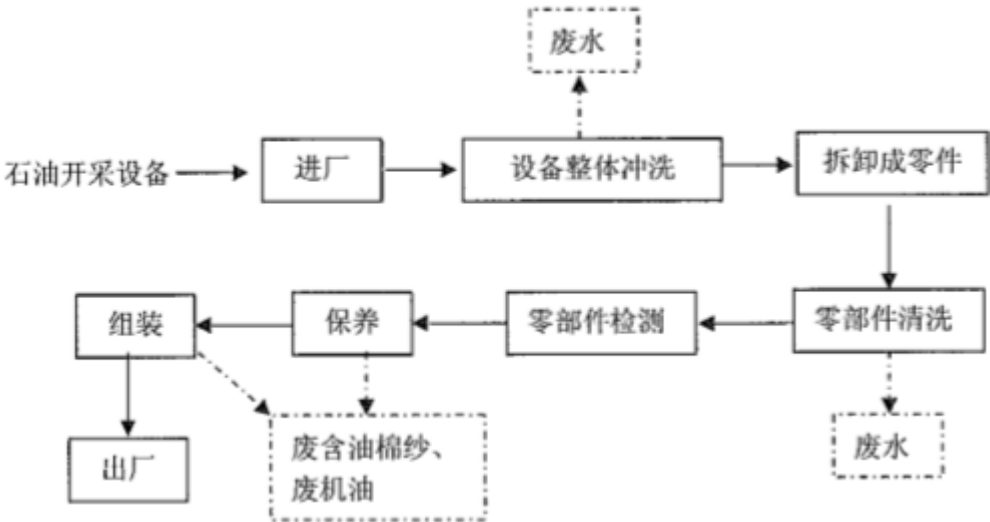 废水
石油开采设备
进厂
设备整体冲洗
拆卸成零件
组装
保养
零部件检测
零部件清洗
出厂
废含油棉纱、
废机油
废水